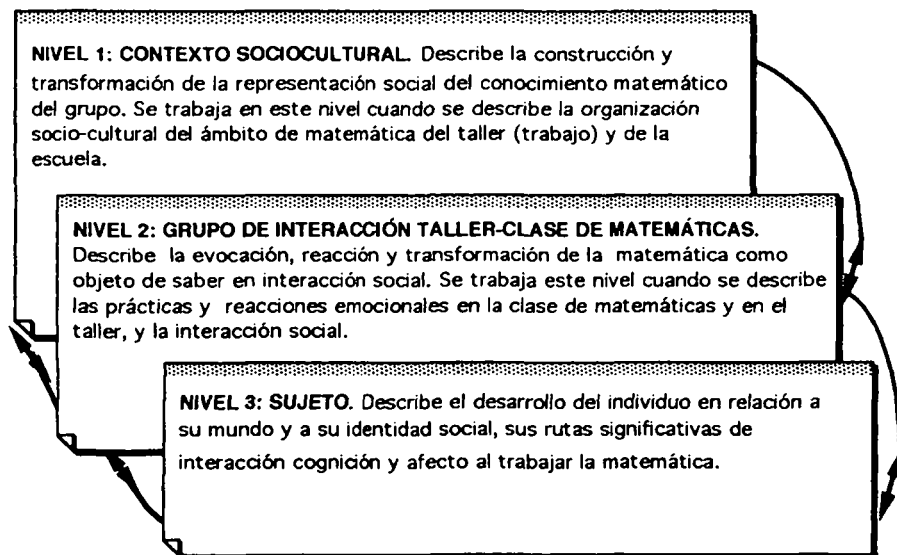 NIVEL 1: CONTEXTO SOCIOCULTURAL. Describe la construcción y
transformación de la representación social del conocimiento matemático
del grupo. Se trabaja en este nivel cuando se describe la organización
socio-cultural del ámbito de matemática del taller (trabajo) y de la
escuela.
NIVEL 2: GRUPO DE INTERACCIÓN TALLER-CLASE DE MATEMÁTICAS.
Describe la evocación, reacción y transformación de la matemática como
objeto de saber en interacción social. Se trabaja este nivel cuando se describe
las prácticas y reacciones emocionales en la clase de matemáticas y en el
taller, y la interacción social.
NIVEL 3: SUJETO. Describe el desarrollo del individuo en relación a
su mundo y a su identidad social, sus rutas significativas de
interacción cognición y afecto al trabajar la matemática.